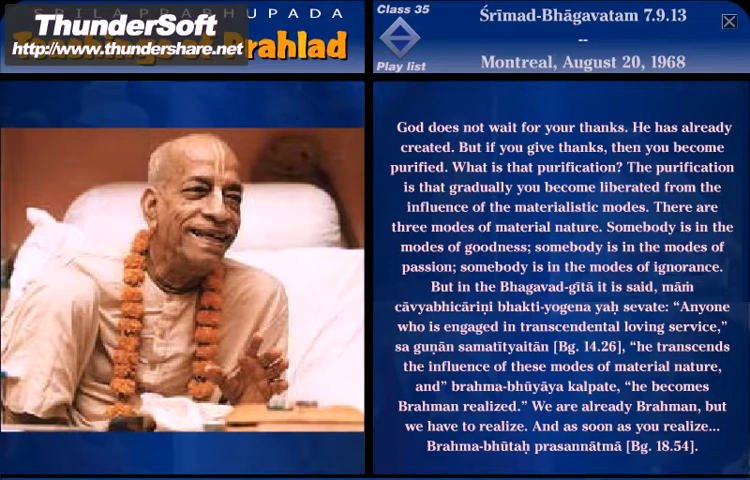 SRILA PRABHUPADA
ThunderSoft
http://www.thundershare.net
Teachings of Prahlad
Class 35
Play list
Śrīmad-Bhāgavatam 7.9.13
--
Montreal, August 20, 1968
God does not wait for your thanks. He has already
created. But if you give thanks, then you become
purified. What is that purification? The purification
is that gradually you become liberated from the
influence of the materialistic modes. There are
three modes of material nature. Somebody is in the
modes of goodness; somebody is in the modes of
passion; somebody is in the modes of ignorance.
But in the Bhagavad-gītā it is said, māṁ
cāvyabhicāriṇi bhakti-yogena yaḥ sevate: “Anyone
who is engaged in transcendental loving service,”
sa guṇān samatītyaitān [Bg. 14.26], “he transcends
the influence of these modes of material nature,
and” brahma-bhūyāya kalpate, “he becomes
Brahman realized.” We are already Brahman, but
we have to realize. And as soon as you realize...
Brahma-bhūtaḥ prasannātmā [Bg. 18.54].